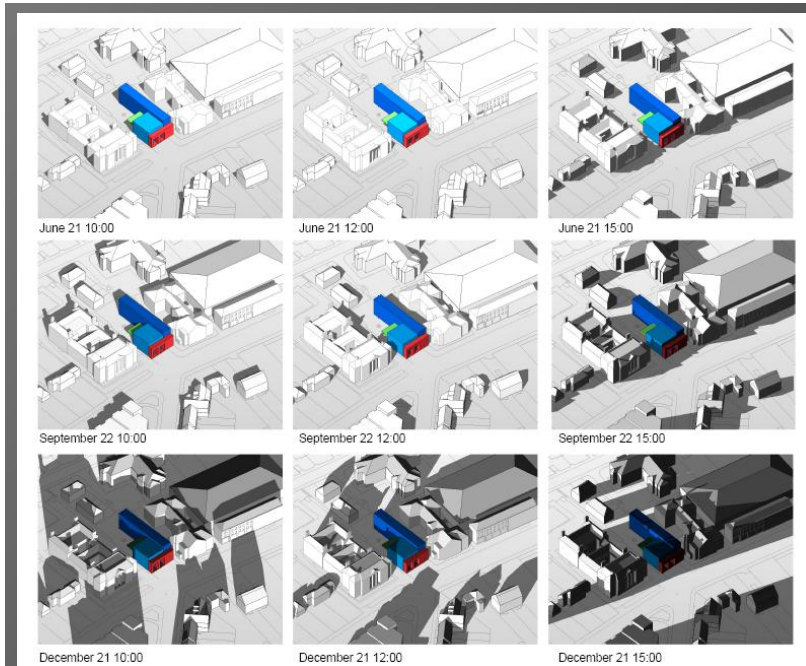 June 21 10:00
June 21 12:00
June 21 15:00
September 22 10:00
September 22 12:00
September 22 15:00
December 21 10:00
December 21 12:00
December 21 15:00